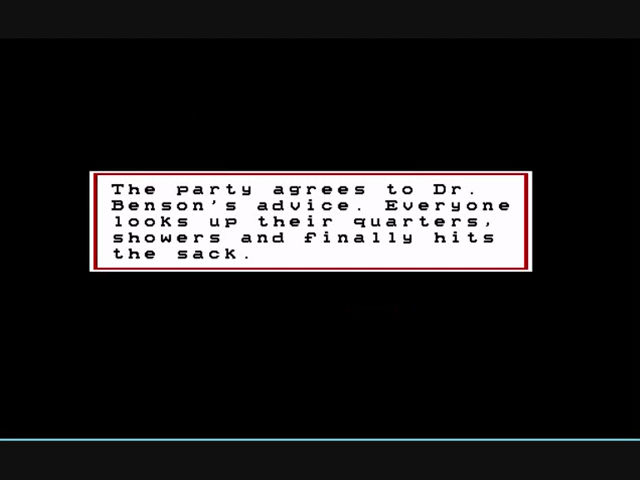 The party agrees to Dr.
Benson's advice. Everyone
looks up their quarters,
showers and finally hits
the sack.